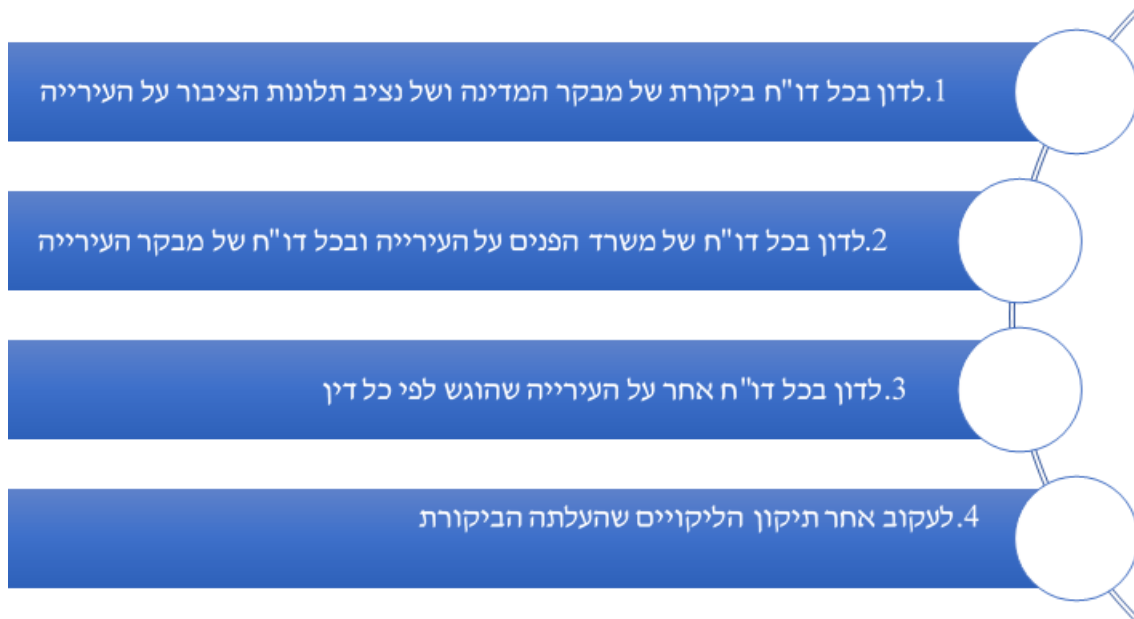 1.לדון בכל דו"ח ביקורת של מבקר המדינה ושל נציב תלונות הציבור על העירייה
2.לדון בכל דו"ח של משרד הפנים על העירייה ובכל דו"ח של מבקר העירייה
3.לדון בכל דו"ח אחר על העירייה שהוגש לפי כל דין
4.לעקוב אחר תיקון הליקויים שהעלתה הביקורת